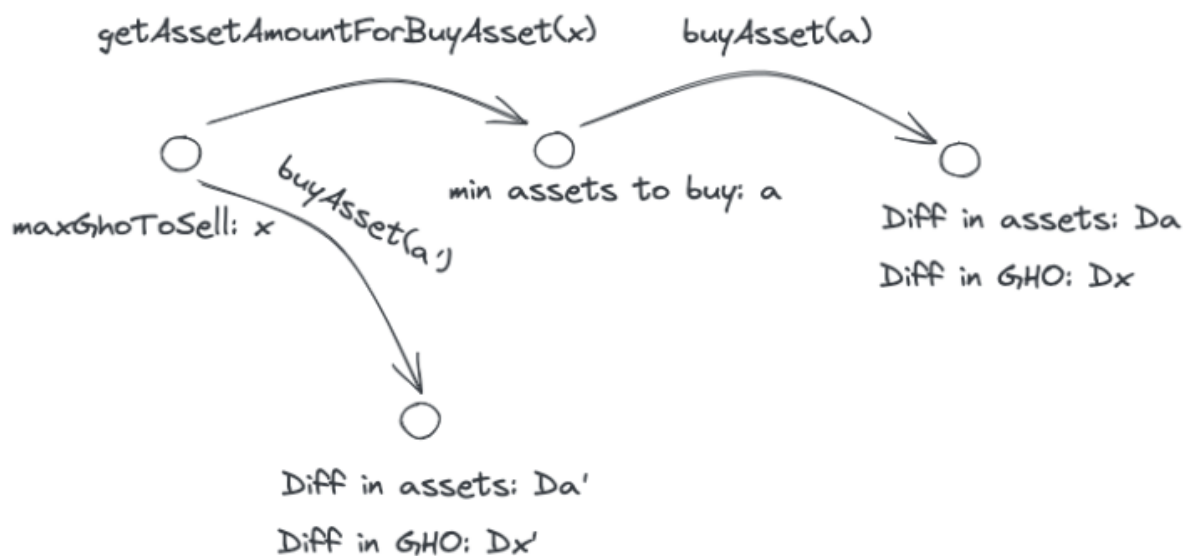 getAssetAmountForBuyAsset(x)
buyAsset(a)
buyAsset(a')
maxGhoToSell: x
min assets to buy: a
Diff in assets: Da
Diff in GHO: Dx
Diff in assets: Da'
Diff in GHO: Dx'